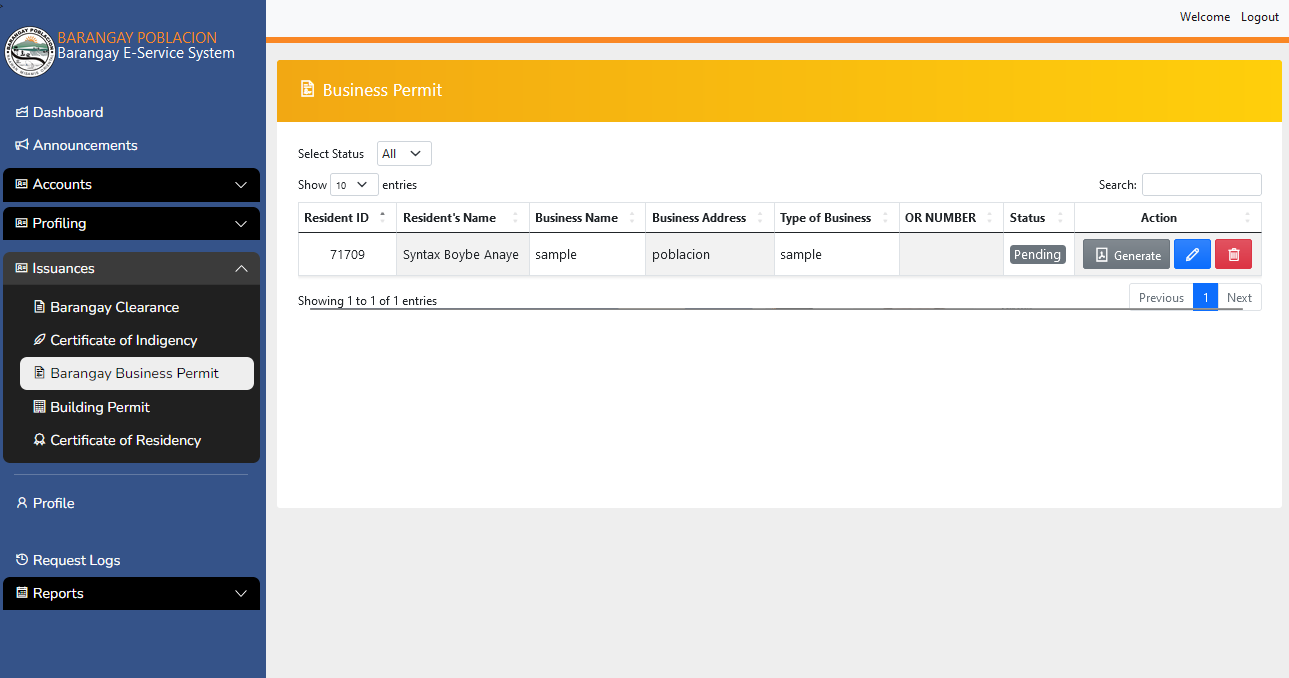 Welcome Logout
BARANGAY POBLACION
Barangay E-Service System
Dashboard
Announcements
Accounts
Profiling
Issuances
Barangay Clearance
Certificate of Indigency
Barangay Business Permit
Building Permit
Certificate of Residency
Profile
Request Logs
Reports
Business Permit
Select Status All
Show 10 entries Search:
Resident ID Resident's Name Business Name Business Address Type of Business OR NUMBER Status Action
71709 Syntax Boybe Anaye sample poblacion sample Pending Generate
Showing 1 to 1 of 1 entries Previous 1 Next